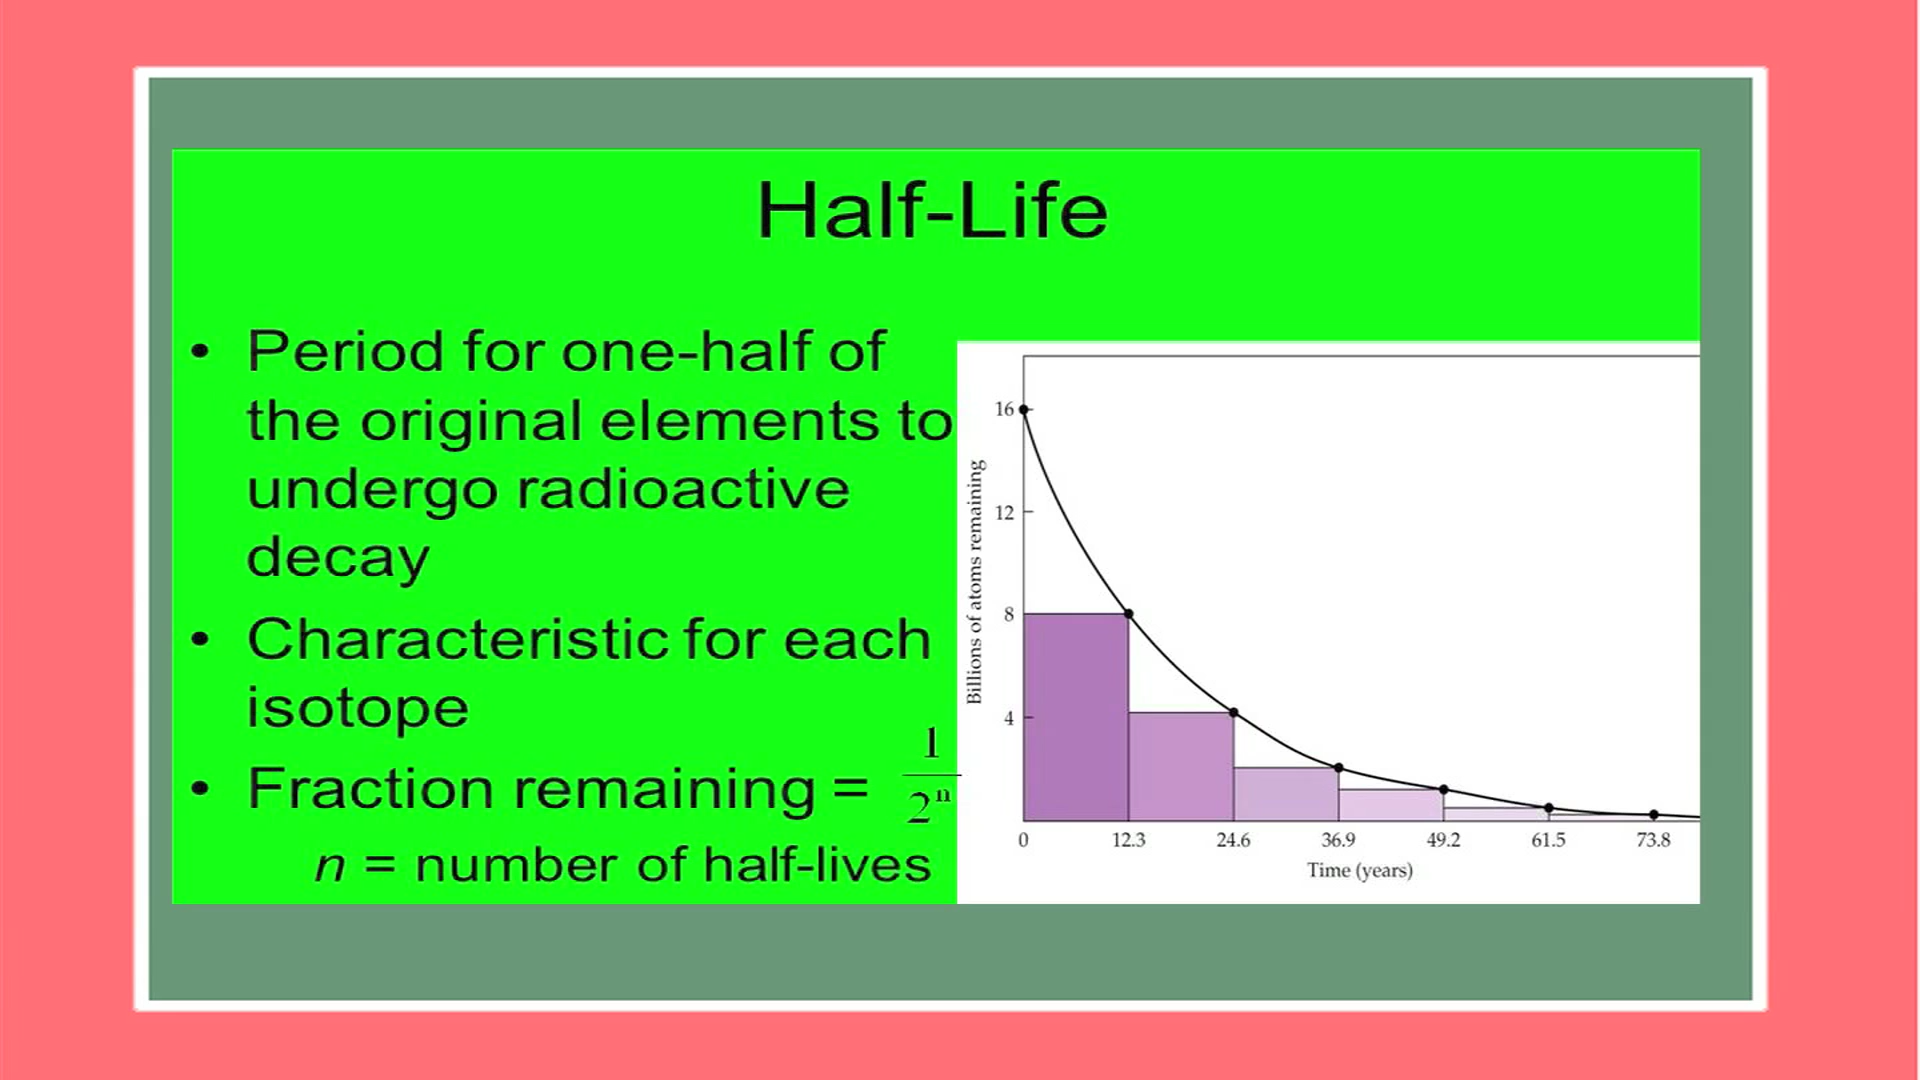 Half-Life
• Period for one-half of
the original elements to
undergo radioactive
decay
• Characteristic for each
isotope
• Fraction remaining = 1/2ⁿ
n = number of half-lives
Billions of atoms remaining
16
12
8
4
0 12.3 24.6 36.9 49.2 61.5 73.8
Time (years)